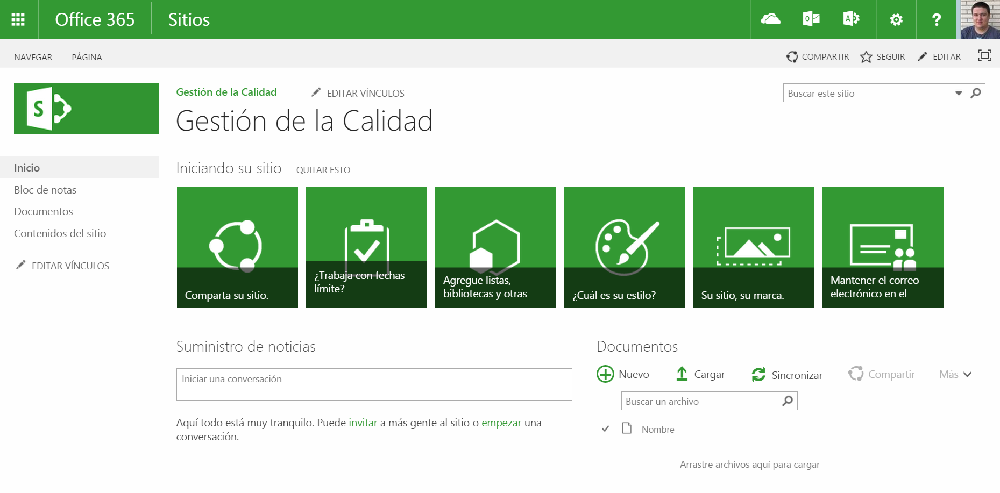 Office 365
Sitios
?
NAVEGAR
PÁGINA
COMPARTIR
SEGUIR
EDITAR
S
Gestión de la Calidad
EDITAR VÍNCULOS
Buscar este sitio
Gestión de la Calidad
Inicio
Bloc de notas
Documentos
Contenidos del sitio
EDITAR VÍNCULOS
Iniciando su sitio
QUITAR ESTO
Comparta su sitio.
¿Trabaja con fechas
límite?
Agregue listas,
bibliotecas y otras
¿Cuál es su estilo?
Su sitio, su marca.
Mantener el correo
electrónico en el
Suministro de noticias
Iniciar una conversación
Aquí todo está muy tranquilo. Puede invitar a más gente al sitio o empezar una
conversación.
Documentos
Nuevo
Cargar
Sincronizar
Compartir
Más
Buscar un archivo
Nombre
Arrastre archivos aquí para cargar